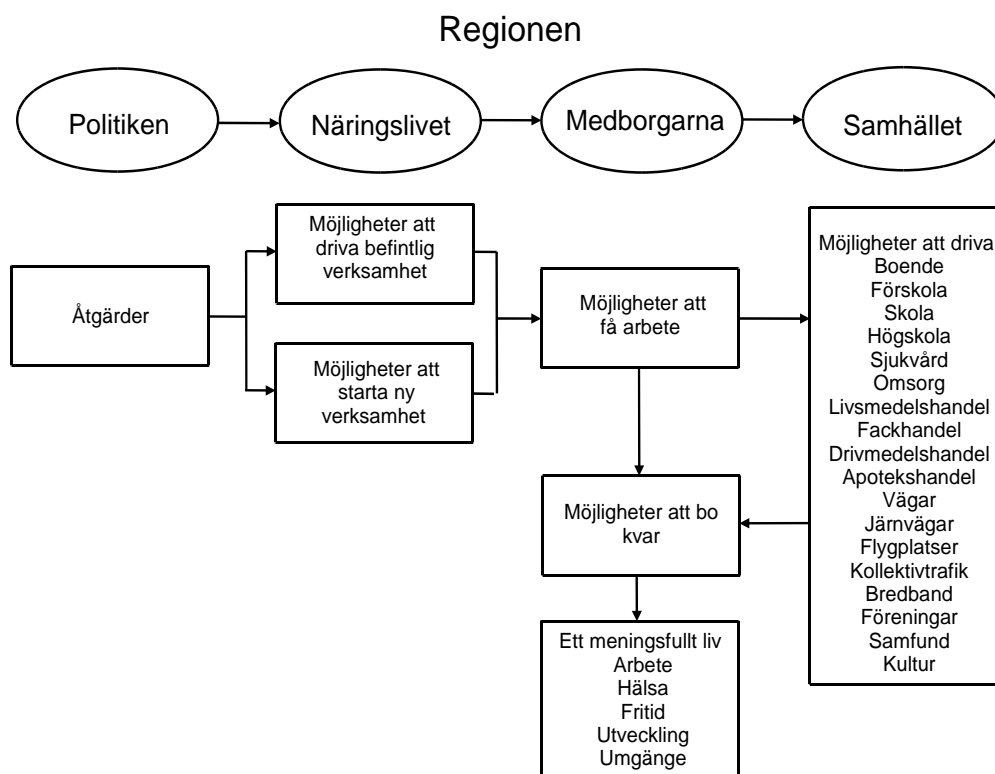 Regionen
Politiken
Näringslivet
Medborgarna
Samhället
Åtgärder
Möjligheter att
driva befintlig
verksamhet
Möjligheter att
starta ny
verksamhet
Möjligheter att
få arbete
Möjligheter att bo
kvar
Ett meningsfullt liv
Arbete
Hälsa
Fritid
Utveckling
Umgänge
Möjligheter att driva
Boende
Förskola
Skola
Högskola
Sjukvård
Omsorg
Livsmedelshandel
Fackhandel
Drivmedelshandel
Apotekshandel
Vägar
Järnvägar
Flygplatser
Kollektivtrafik
Bredband
Föreningar
Samfund
Kultur